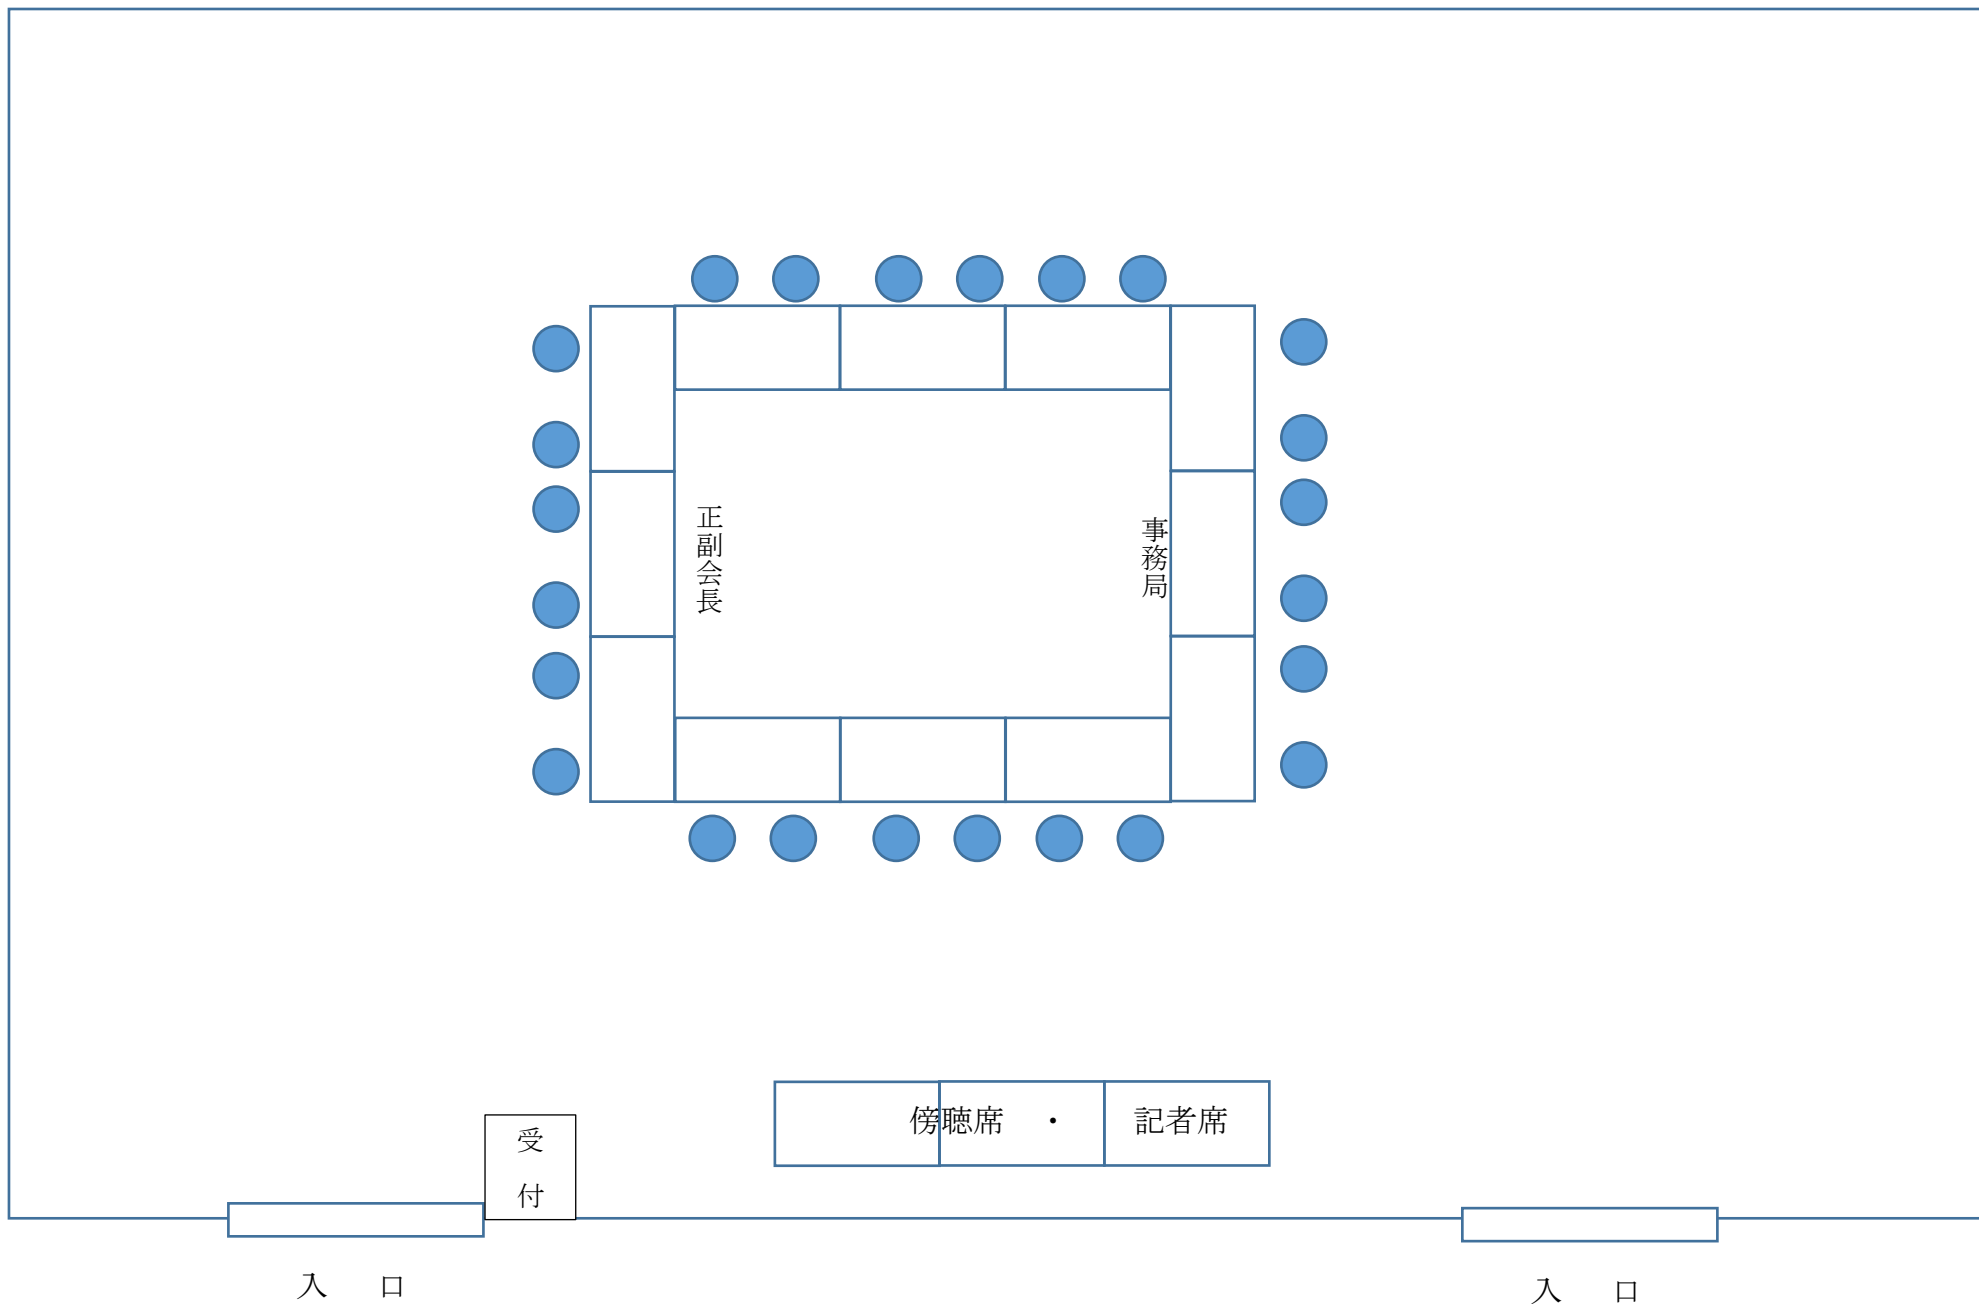 正副会長
事務局
傍聴席　・　記者席
受
付
入　口
入　口